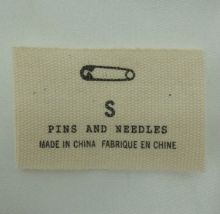 S
PINS AND NEEDLES
MADE IN CHINA FABRIQUE EN CHINE